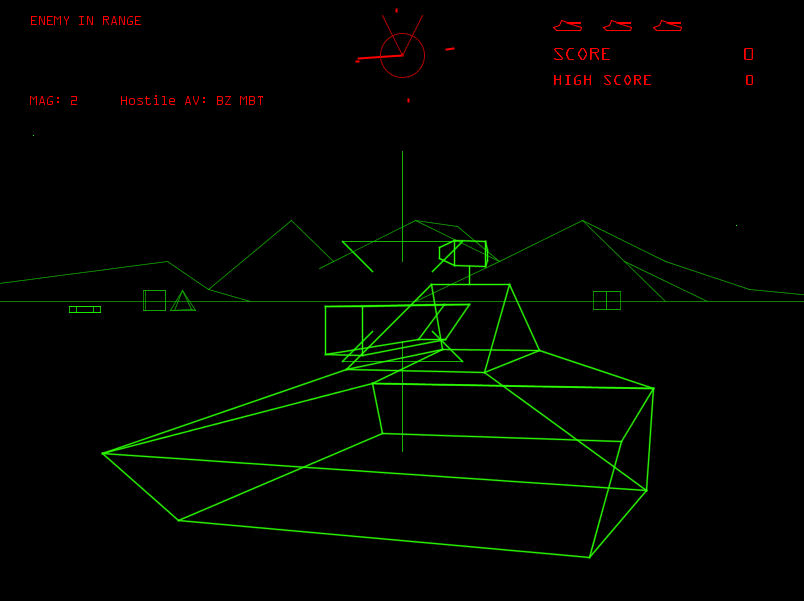 ENEMY IN RANGE
SCORE 0
HIGH SCORE 0
MAG: 2 Hostile AV: BZ MBT